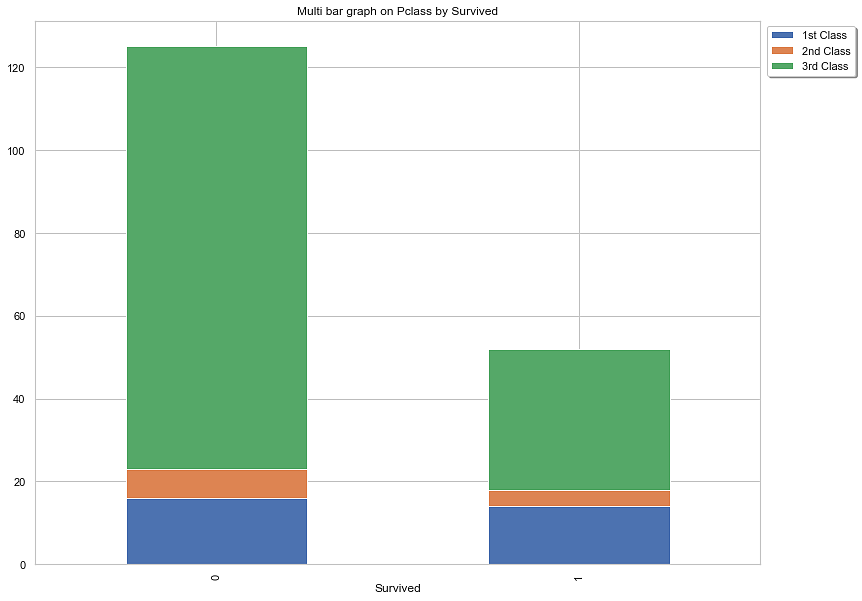 Multi bar graph on Pclass by Survived
1st Class
2nd Class
3rd Class
120
100
80
60
40
20
0
0
1
Survived